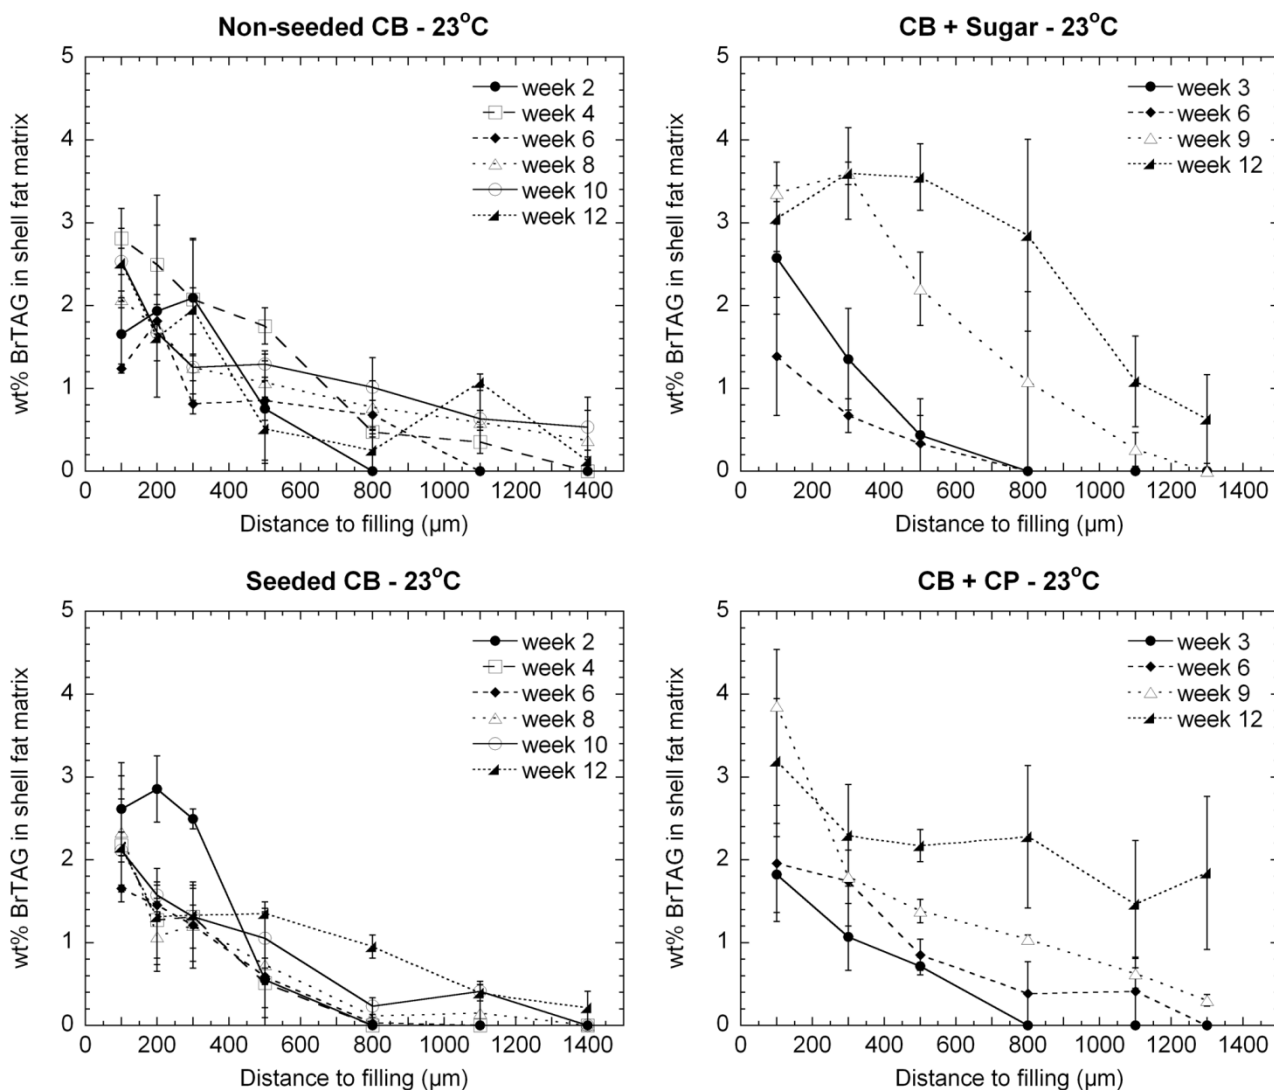 Non-seeded CB - 23°C
wt% BrTAG in shell fat matrix
5
4
3
2
1
0
week 2
week 4
week 6
week 8
week 10
week 12
0 200 400 600 800 1000 1200 1400
Distance to filling (µm)
CB + Sugar - 23°C
wt% BrTAG in shell fat matrix
5
4
3
2
1
0
week 3
week 6
week 9
week 12
0 200 400 600 800 1000 1200 1400
Distance to filling (µm)
Seeded CB - 23°C
wt% BrTAG in shell fat matrix
5
4
3
2
1
0
week 2
week 4
week 6
week 8
week 10
week 12
0 200 400 600 800 1000 1200 1400
Distance to filling (µm)
CB + CP - 23°C
wt% BrTAG in shell fat matrix
5
4
3
2
1
0
week 3
week 6
week 9
week 12
0 200 400 600 800 1000 1200 1400
Distance to filling (µm)